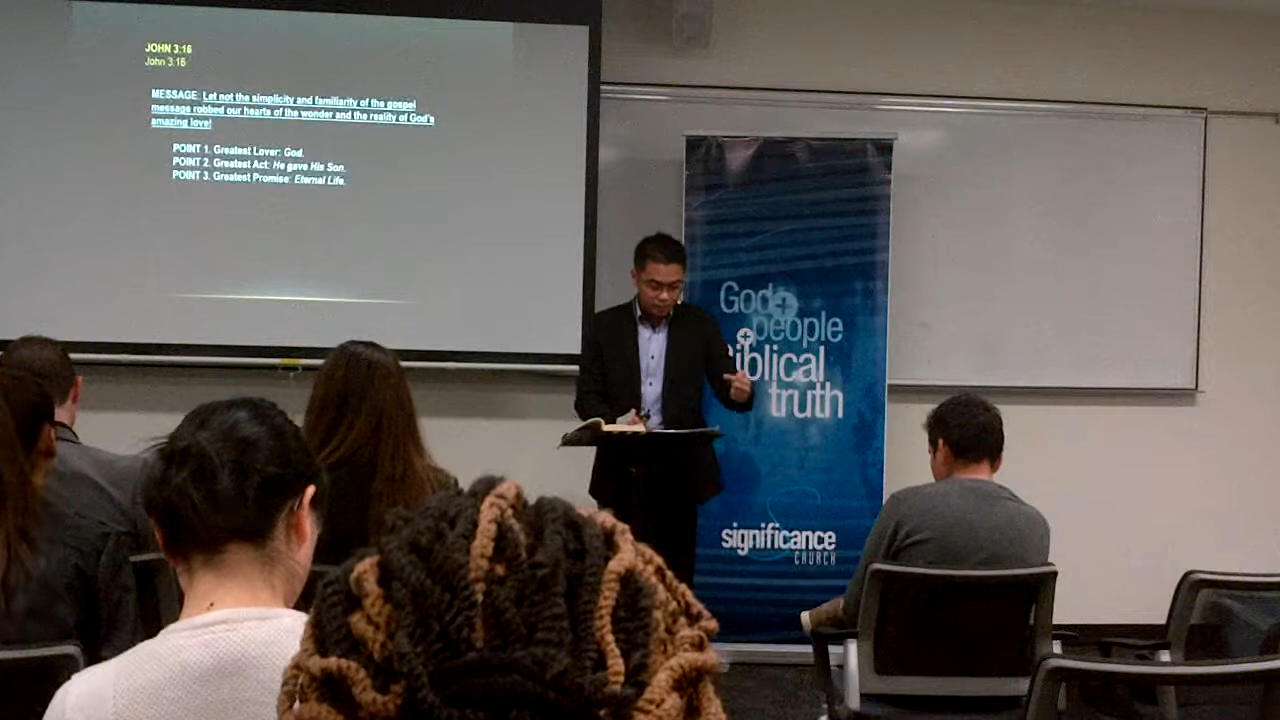 JOHN 3:16
John 3:16
MESSAGE: Let not the simplicity and familiarity of the gospel
message robbed our hearts of the wonder and the reality of God's
amazing love!
POINT 1. Greatest Lover: God.
POINT 2. Greatest Act: He gave His Son.
POINT 3. Greatest Promise: Eternal Life.
God+
people
+
iblical
truth
significance
CHURCH